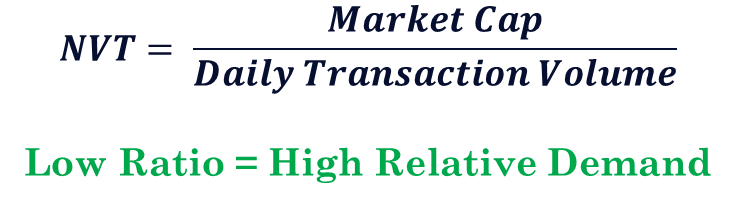 NVT = Market Cap
Daily Transaction Volume
Low Ratio = High Relative Demand